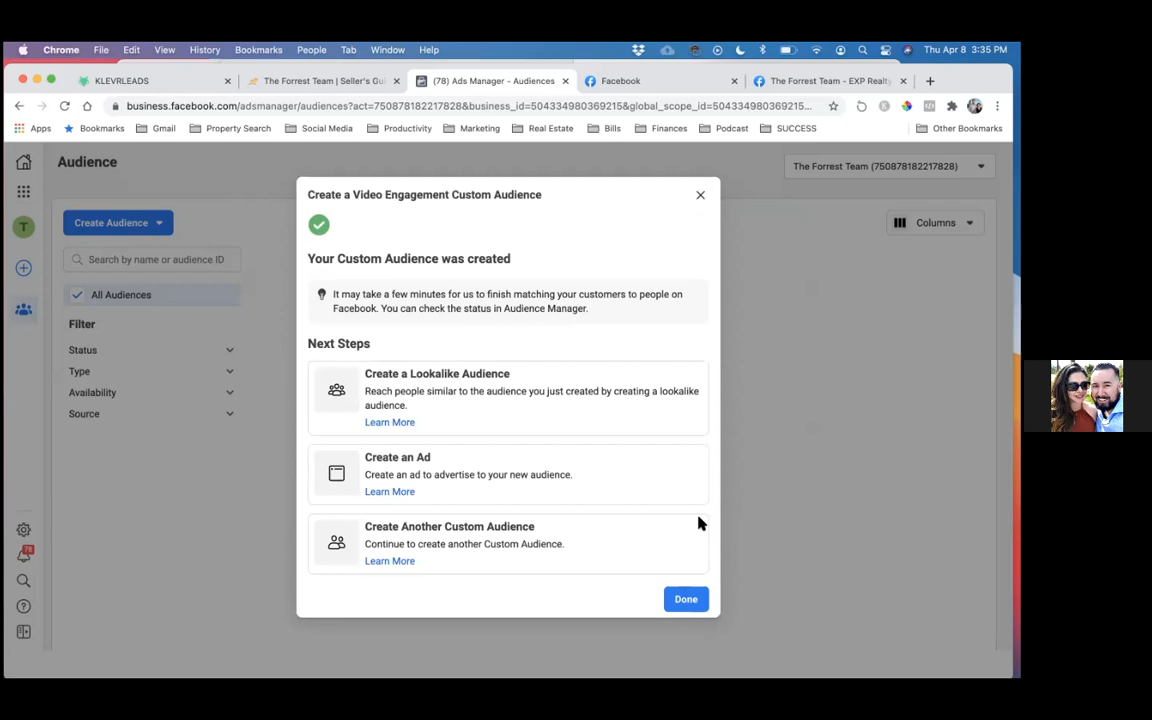 Chrome File Edit View History Bookmarks People Tab Window Help Thu Apr 8 3:35 PM
KLEVRLEADS The Forrest Team | Seller's Gui (78) Ads Manager - Audiences Facebook The Forrest Team - EXP Realty
business.facebook.com/adsmanager/audiences?act=750878182217828&business_id=504334980369215&global_scope_id=504334980369215...
Apps Bookmarks Gmail Property Search Social Media Productivity Marketing Real Estate Bills Finances Podcast SUCCESS Other Bookmarks
Audience
The Forrest Team (750878182217828)
Create Audience
Columns
T
Search by name or audience ID
All Audiences
Filter
Status
Type
Availability
Source
78
Create a Video Engagement Custom Audience
Your Custom Audience was created
It may take a few minutes for us to finish matching your customers to people on
Facebook. You can check the status in Audience Manager.
Next Steps
Create a Lookalike Audience
Reach people similar to the audience you just created by creating a lookalike
audience.
Learn More
Create an Ad
Create an ad to advertise to your new audience.
Learn More
Create Another Custom Audience
Continue to create another Custom Audience.
Learn More
Done